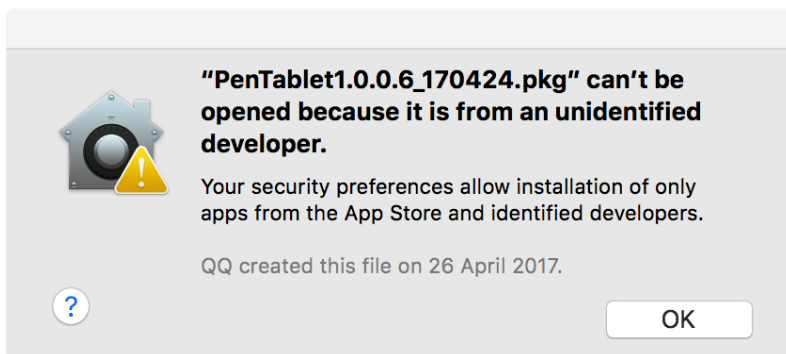 “PenTablet1.0.0.6_170424.pkg” can’t be
opened because it is from an unidentified
developer.
Your security preferences allow installation of only
apps from the App Store and identified developers.
QQ created this file on 26 April 2017.
?
OK